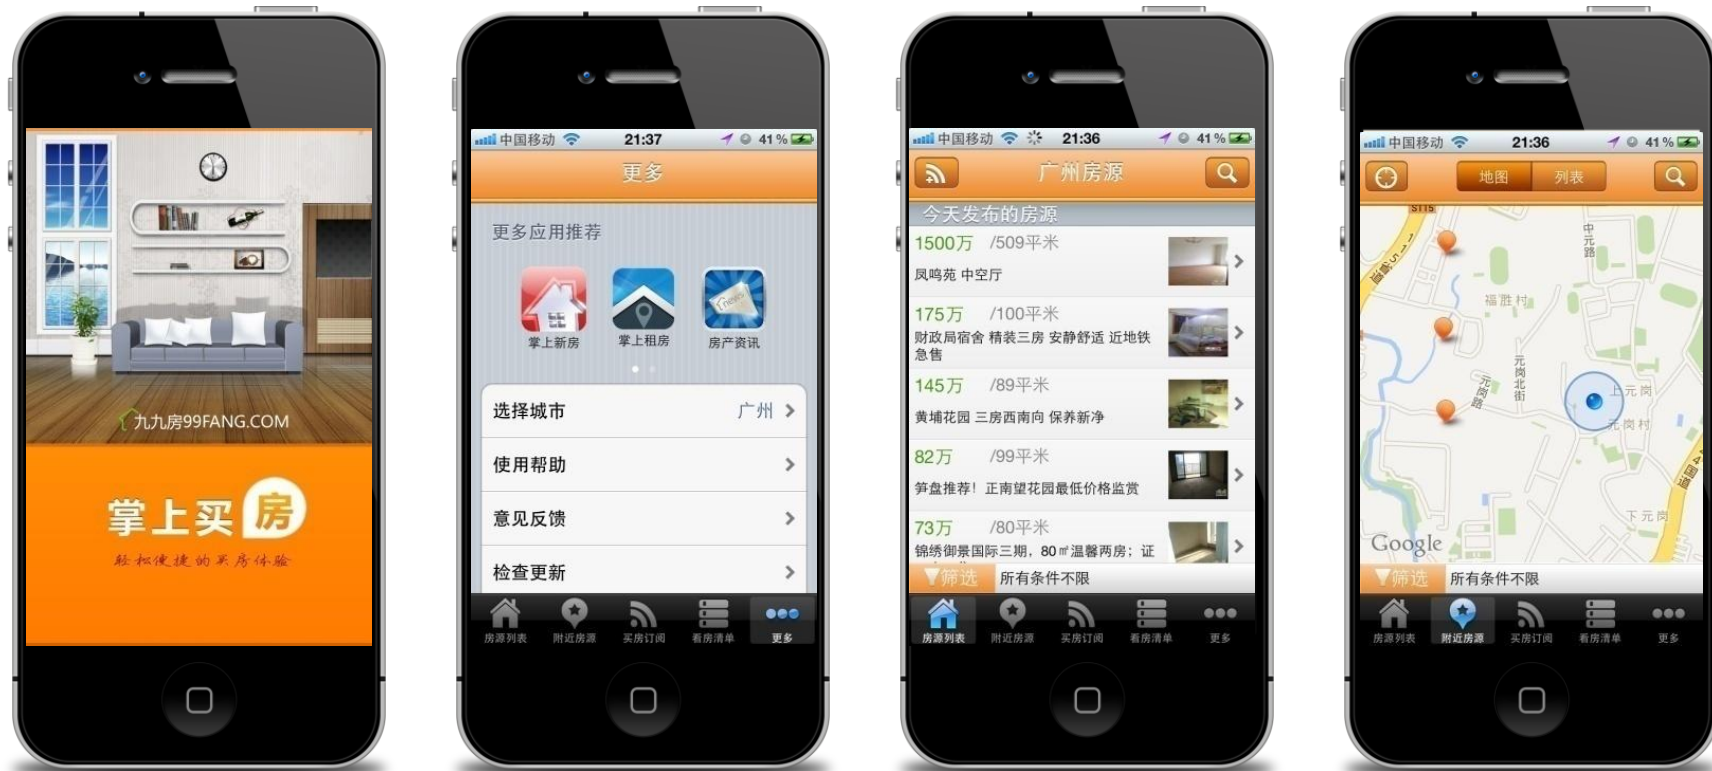 九九房99FANG.COM
掌上买房
轻松便捷的买房体验
中国移动 21:37 41%
更多
更多应用推荐
news
掌上新房 掌上租房 房产资讯
选择城市 广州
使用帮助
意见反馈
检查更新
房源列表 附近房源 买房订阅 看房清单 更多
中国移动 21:36 41%
广州房源
今天发布的房源
1500万 /509平米
凤鸣苑 中空厅
175万 /100平米
财政局宿舍 精装三房 安静舒适 近地铁
急售
145万 /89平米
黄埔花园 三房西南向 保养新净
82万 /99平米
笋盘推荐！正南望花园最低价格监赏
73万 /80平米
锦绣御景国际三期，80㎡温馨两房；证
筛选 所有条件不限
房源列表 附近房源 买房订阅 看房清单 更多
中国移动 21:36 41%
地图 列表
S115
115省道
中元路
福胜村
元岗北街
元岗路
上元岗
元岗村
4国道
下元岗
Google
筛选 所有条件不限
房源列表 附近房源 买房订阅 看房清单 更多